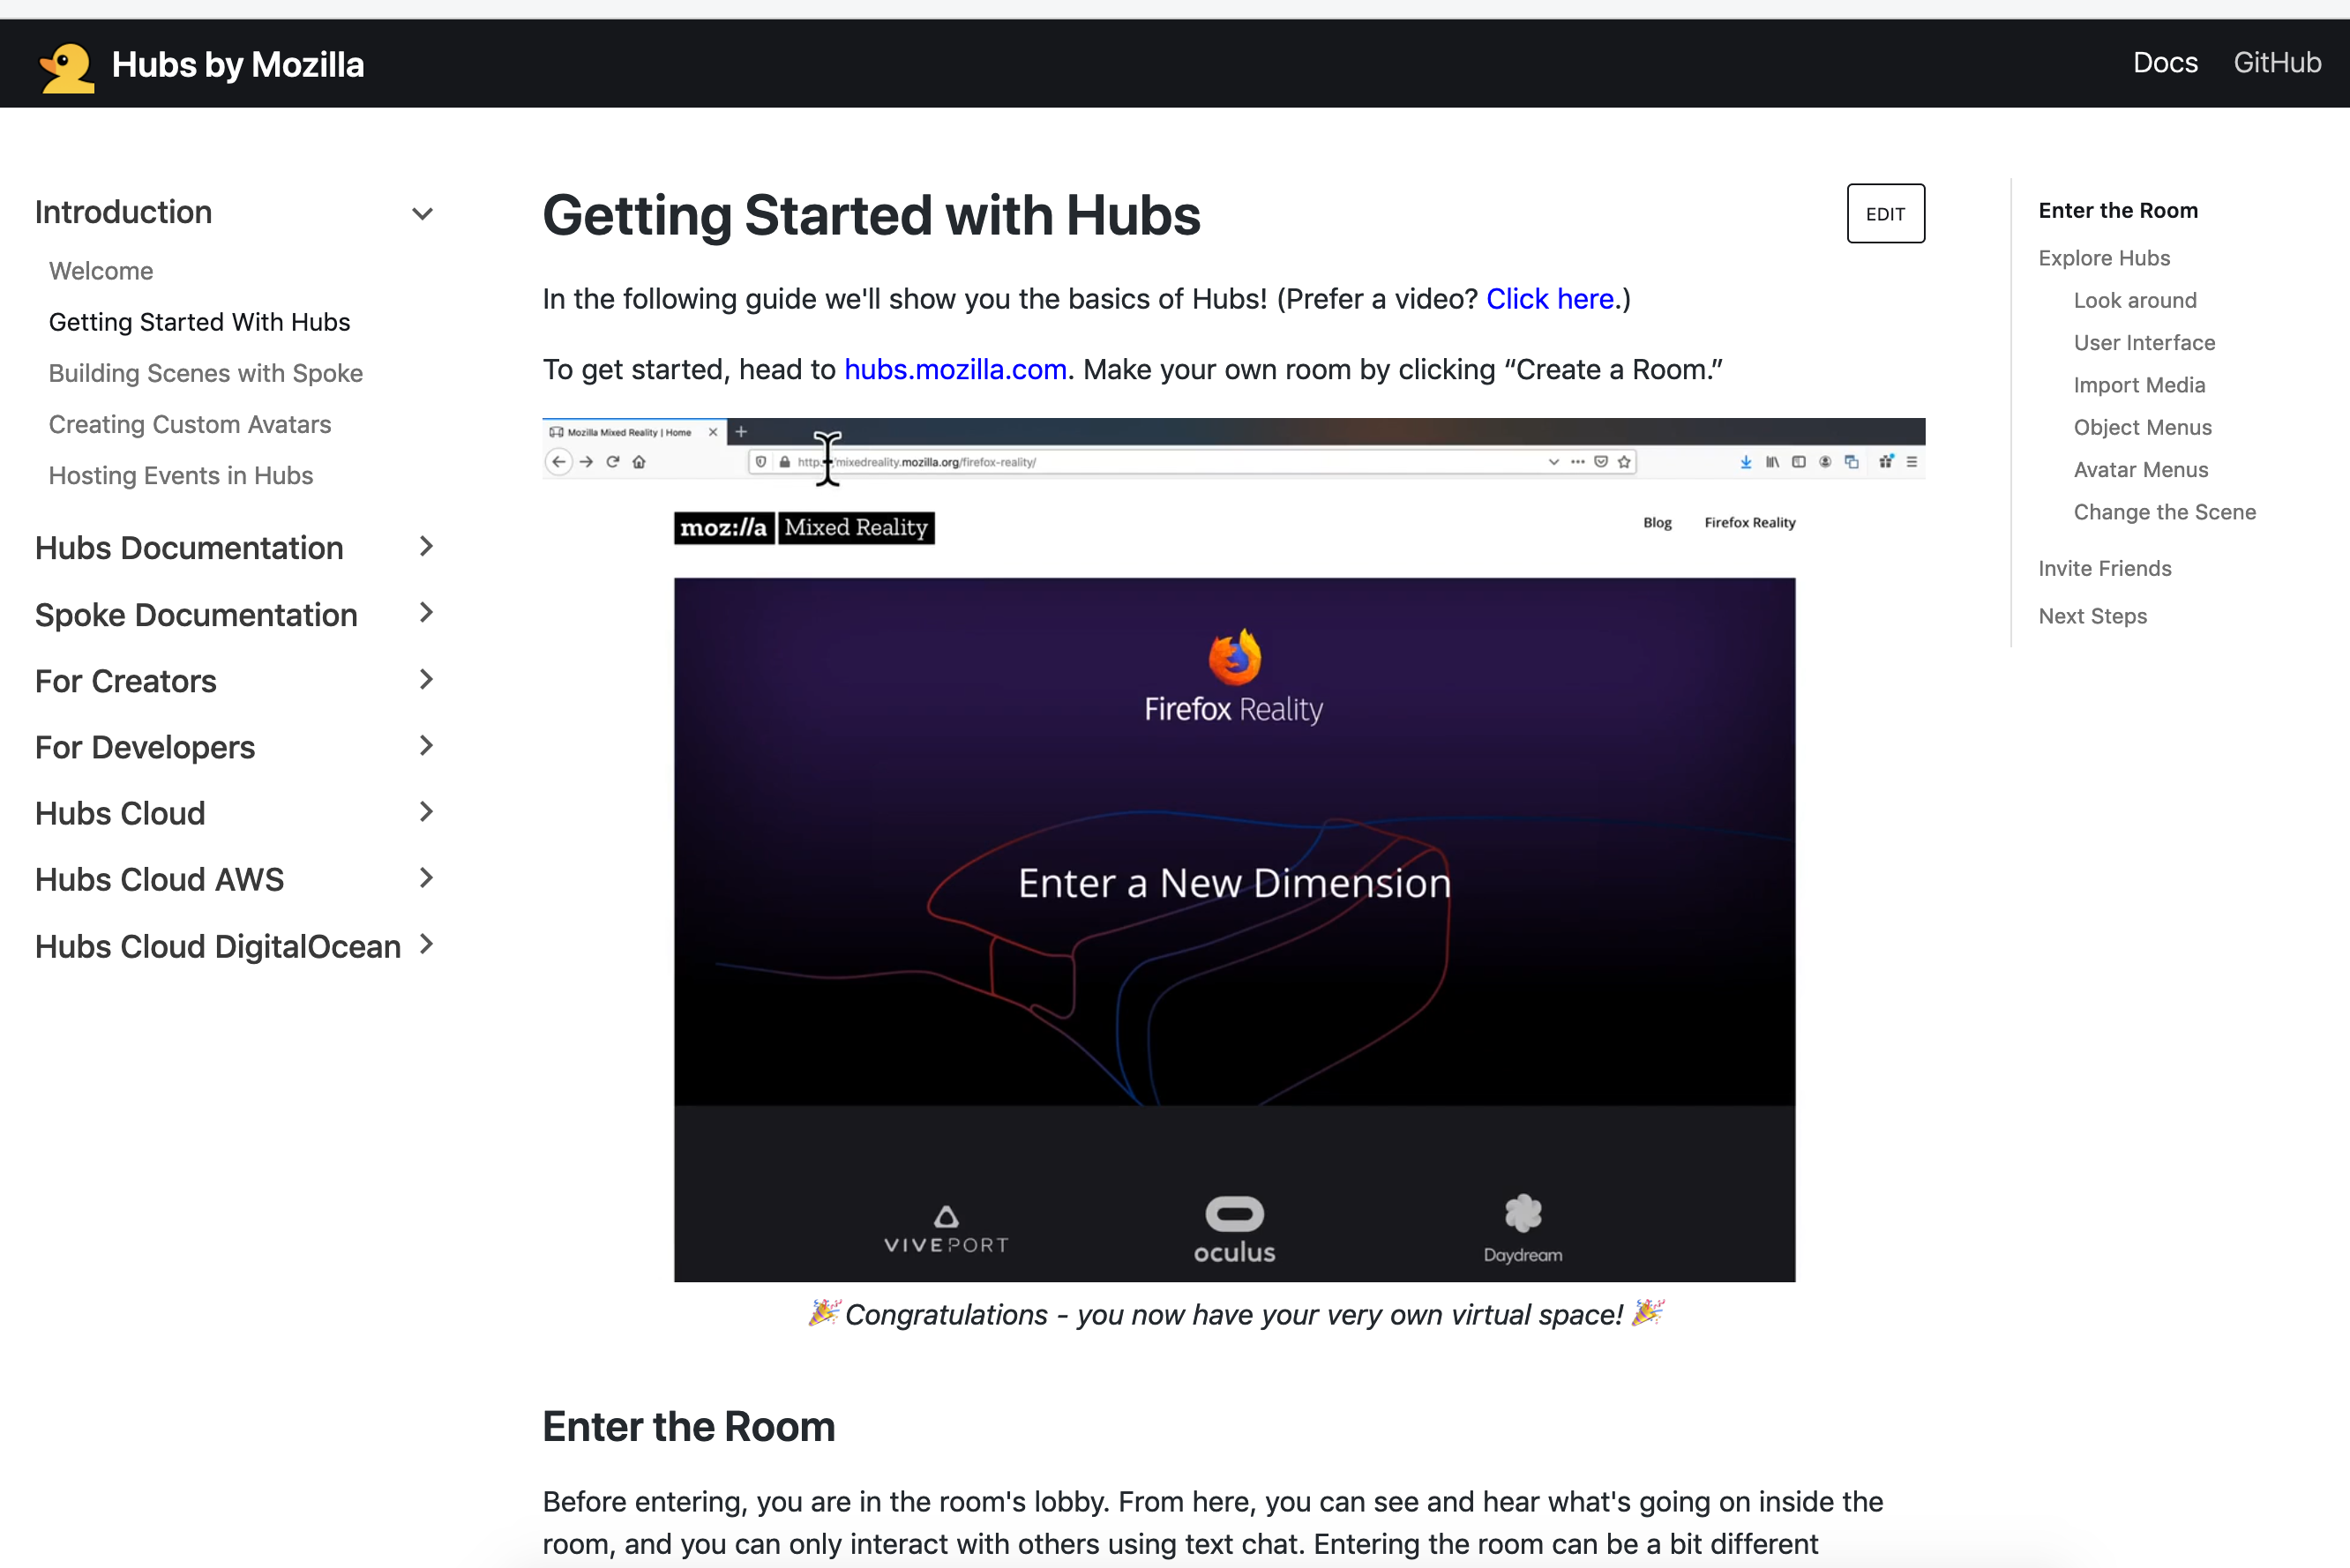 Hubs by Mozilla
Docs
GitHub
Introduction
Welcome
Getting Started With Hubs
Building Scenes with Spoke
Creating Custom Avatars
Hosting Events in Hubs
Hubs Documentation
Spoke Documentation
For Creators
For Developers
Hubs Cloud
Hubs Cloud AWS
Hubs Cloud DigitalOcean
Getting Started with Hubs
EDIT
In the following guide we'll show you the basics of Hubs! (Prefer a video? Click here.)
To get started, head to hubs.mozilla.com. Make your own room by clicking “Create a Room.”
Mozilla Mixed Reality | Home
mixedreality.mozilla.org/firefox-reality/
moz://a Mixed Reality
Blog
Firefox Reality
Firefox Reality
Enter a New Dimension
VIVEPORT
oculus
Daydream
🎉 Congratulations - you now have your very own virtual space! 🎉
Enter the Room
Before entering, you are in the room's lobby. From here, you can see and hear what's going on inside the
room, and you can only interact with others using text chat. Entering the room can be a bit different
Enter the Room
Explore Hubs
Look around
User Interface
Import Media
Object Menus
Avatar Menus
Change the Scene
Invite Friends
Next Steps